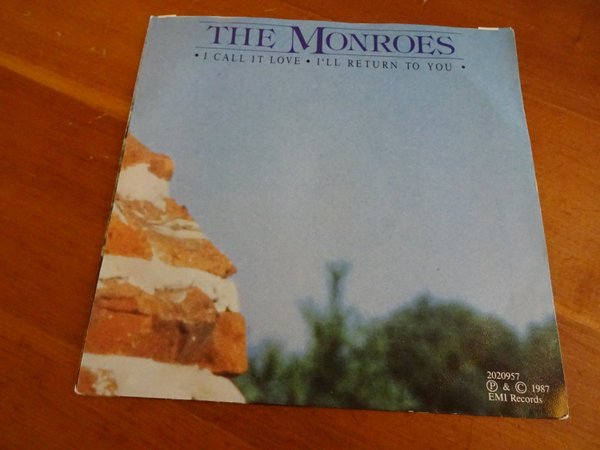 THE MONROES
• I CALL IT LOVE • I'LL RETURN TO YOU •
2020957
Ⓟ & © 1987
EMI Records